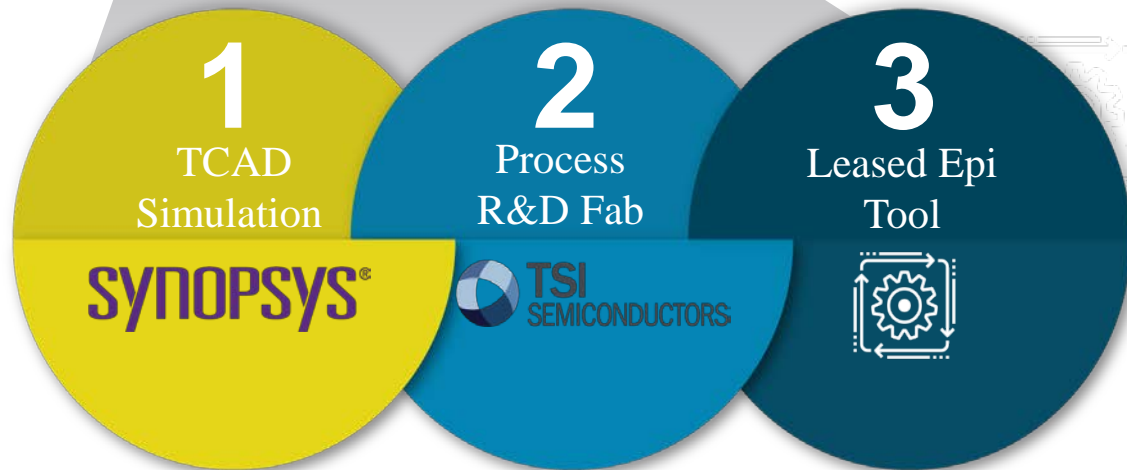 1
TCAD
Simulation
SYNOPSYS®
2
Process
R&D Fab
TSI
SEMICONDUCTORS
3
Leased Epi
Tool